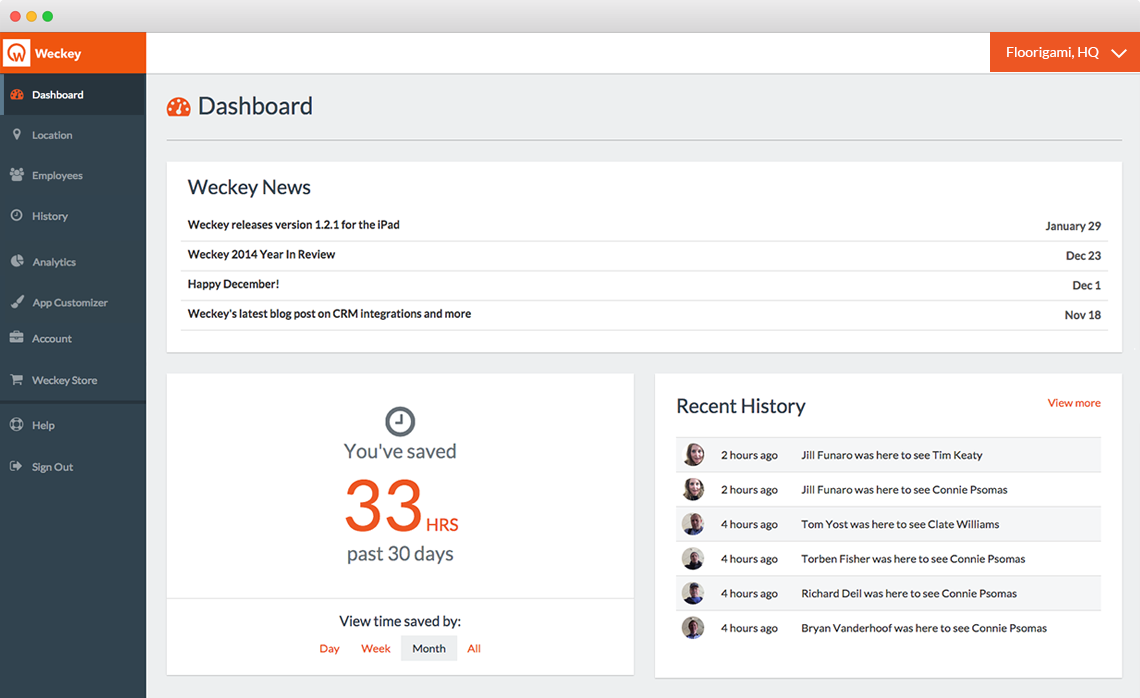 Weckey
Floorigami, HQ
Dashboard
Location
Employees
History
Analytics
App Customizer
Account
Weckey Store
Help
Sign Out
Dashboard
Weckey News
Weckey releases version 1.2.1 for the iPad January 29
Weckey 2014 Year In Review Dec 23
Happy December! Dec 1
Weckey's latest blog post on CRM integrations and more Nov 18
You've saved
33 HRS
past 30 days
View time saved by:
Day Week Month All
Recent History View more
2 hours ago Jill Funaro was here to see Tim Keaty
2 hours ago Jill Funaro was here to see Connie Psomas
4 hours ago Tom Yost was here to see Clate Williams
4 hours ago Torben Fisher was here to see Connie Psomas
4 hours ago Richard Deil was here to see Connie Psomas
4 hours ago Bryan Vanderhoof was here to see Connie Psomas